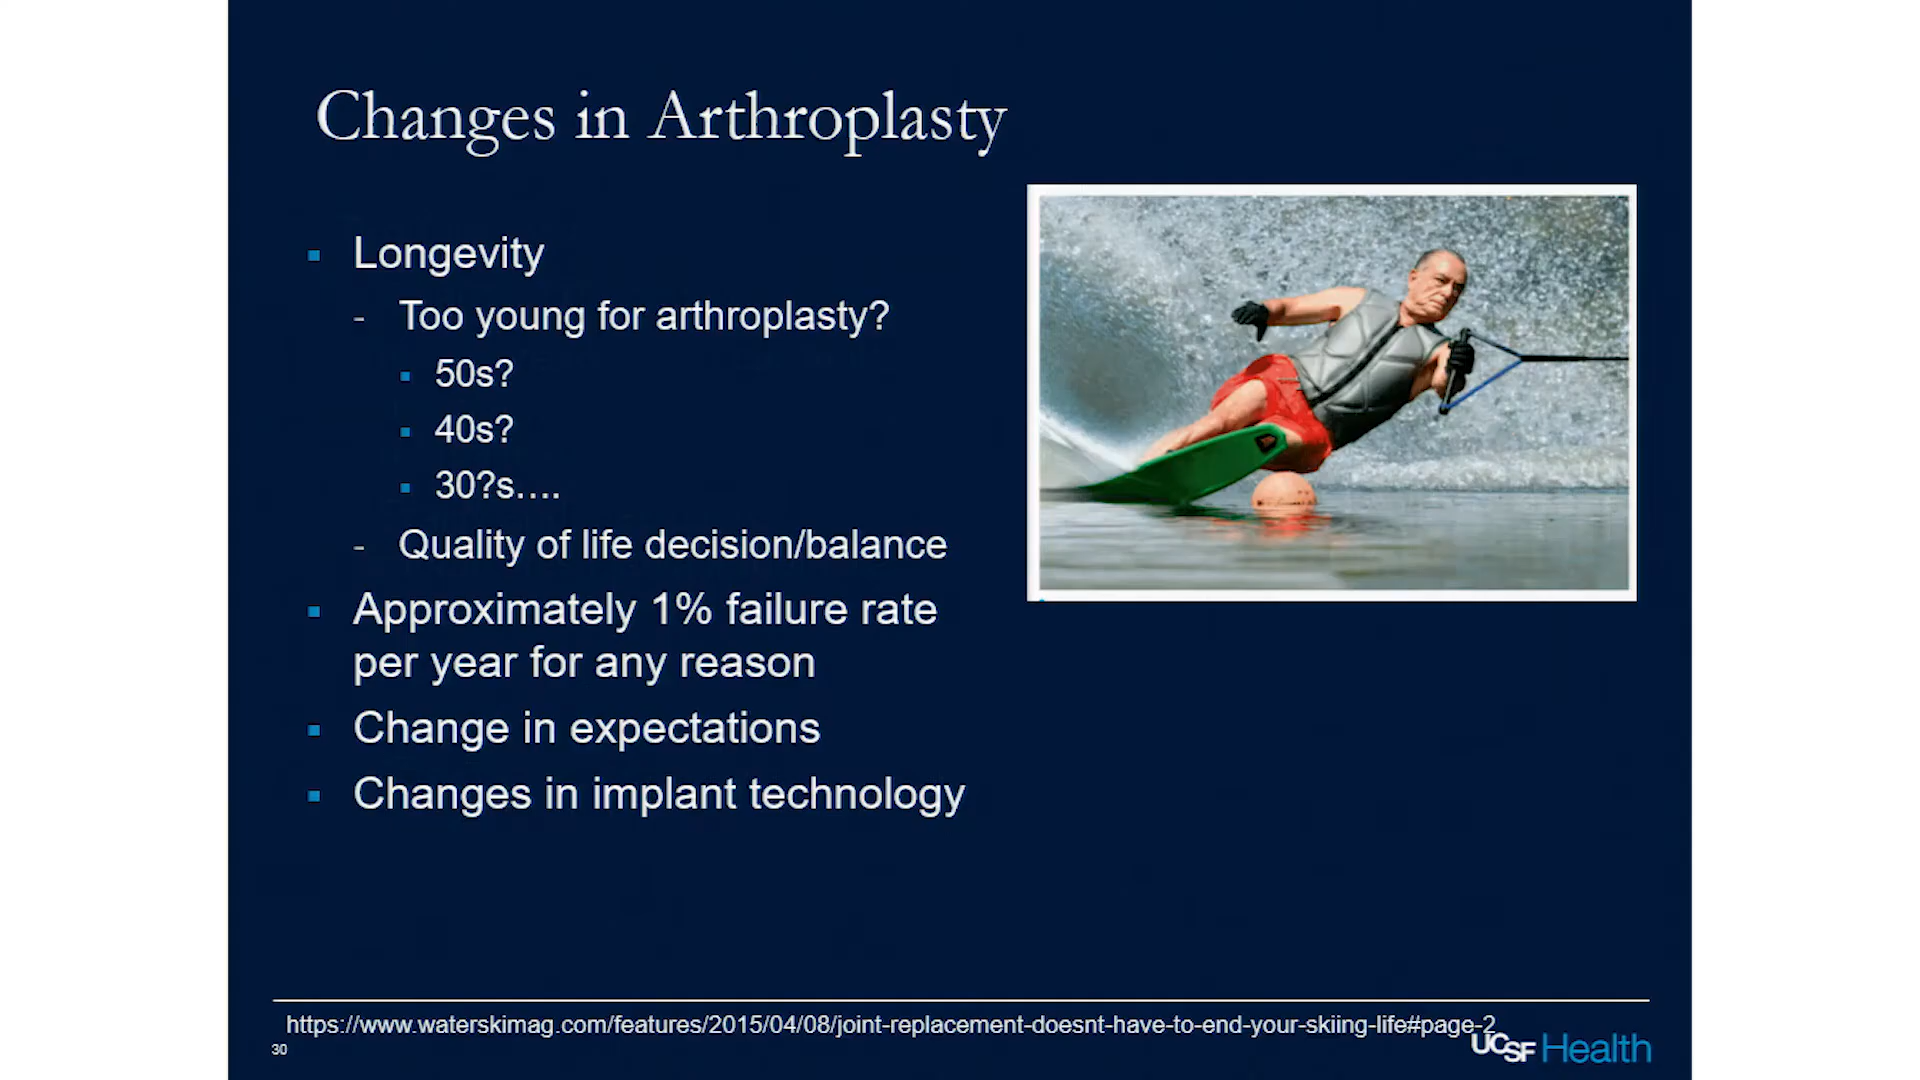 Changes in Arthroplasty
Longevity
- Too young for arthroplasty?
50s?
40s?
30?s....
- Quality of life decision/balance
Approximately 1% failure rate
per year for any reason
Change in expectations
Changes in implant technology
https://www.waterskimag.com/features/2015/04/08/joint-replacement-doesnt-have-to-end-your-skiing-life#page-2
30
UCSF Health